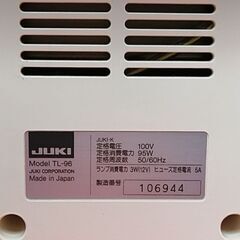 JUKI
Model TL-96
JUKI CORPORATION
Made in Japan
JUKI-K
定格電圧 100V
定格消費電力 95W
定格周波数 50/60Hz
ランプ消費電力 3W(12V) ヒューズ定格電流 5A
製造番号 106944